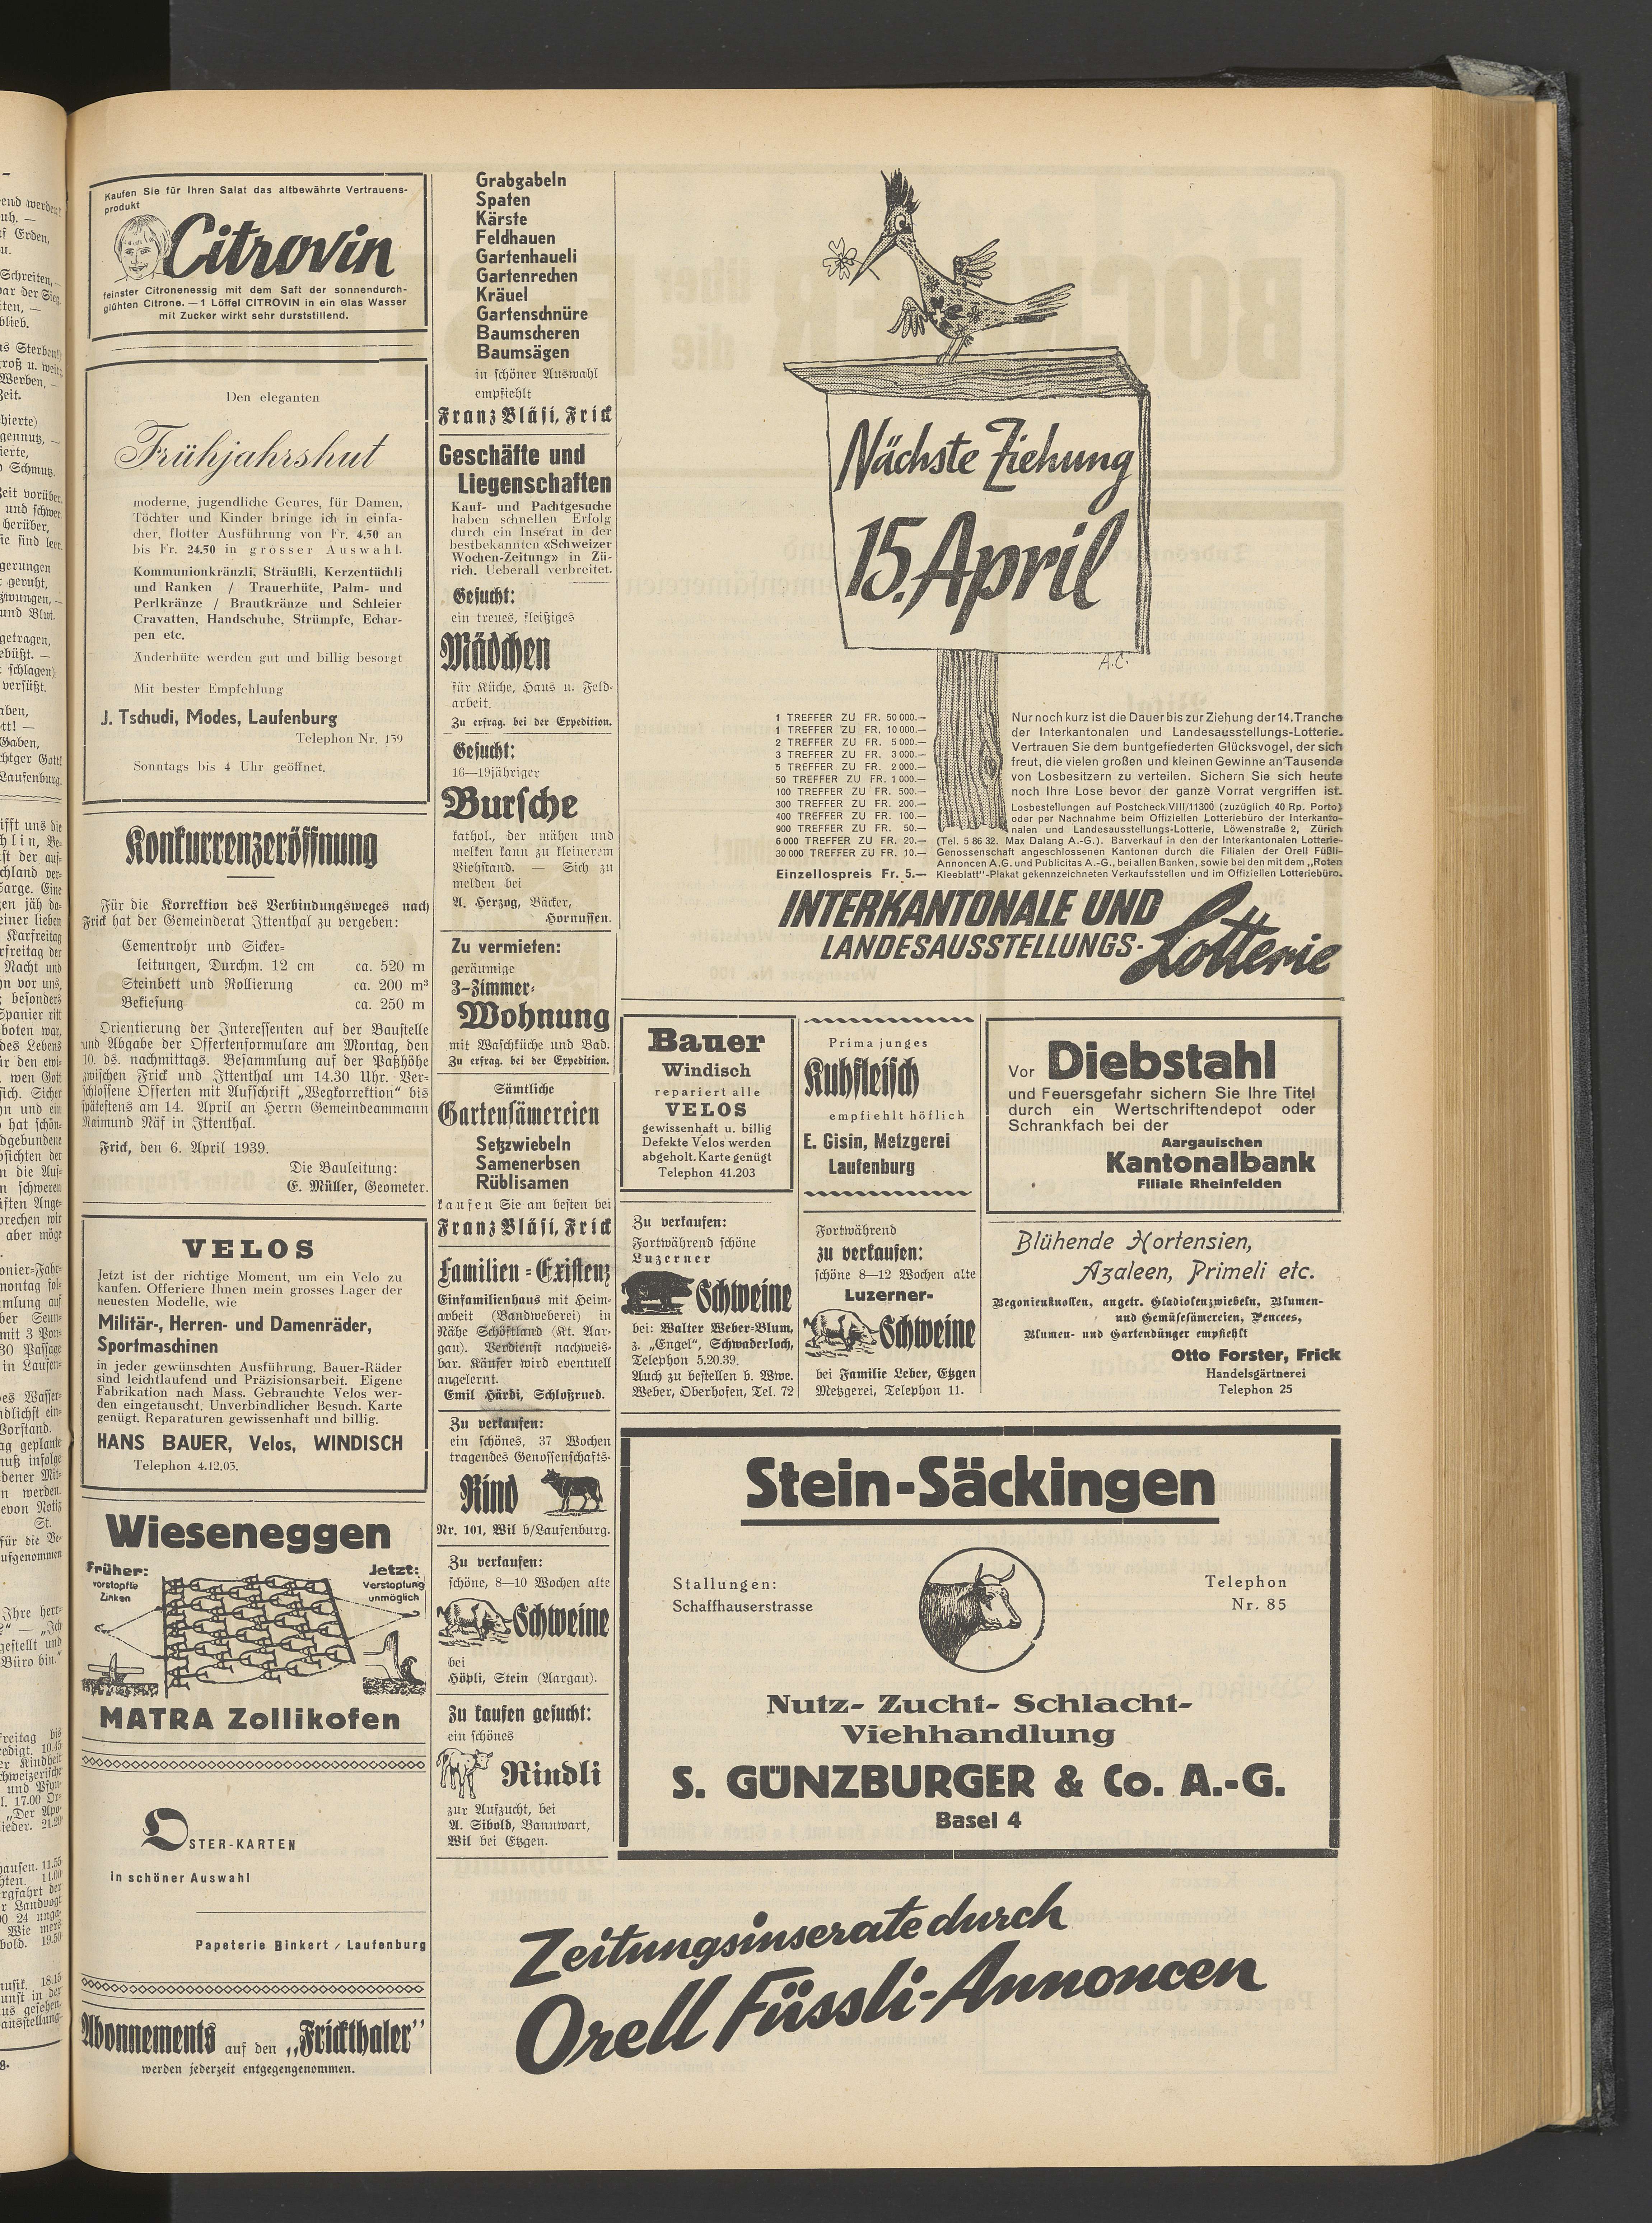 Kaufen Sie für Ihren Salat das altbewährte Vertrauens-
produkt
Citrovin
feinster Citronenessig mit dem Saft der sonnendurch-
glühten Citrone. — 1 Löffel CITROVIN in ein Glas Wasser
mit Zucker wirkt sehr durststillend.
Den eleganten
Frühjahrshut
moderne, jugendliche Genres, für Damen,
Töchter und Kinder bringe ich in einfa-
cher, flotter Ausführung von Fr. 4.50 an
bis Fr. 24.50 in grosser Auswahl.
Kommunionkränzli, Sträußli, Kerzentüchli
und Ranken / Trauerhüte, Palm- und
Perlkränze / Brautkränze und Schleier
Cravatten, Handschuhe, Strümpfe, Echar-
pen etc.
Änderhüte werden gut und billig besorgt
Mit bester Empfehlung
J. Tschudi, Modes, Laufenburg
Telephon Nr. 139
Sonntags bis 4 Uhr geöffnet.
Konkurrenzeröffnung
Für die Korrektion des Verbindungsweges nach
Frick hat der Gemeinderat Ittenthal zu vergeben:
Cementrohr und Sicker-
leitungen, Durchm. 12 cm ca. 520 m
Steinbett und Rollierung ca. 200 m³
Bekiesung ca. 250 m
Orientierung der Interessenten auf der Baustelle
und Abgabe der Offertenformulare am Montag, den
10. ds. nachmittags. Besammlung auf der Paßhöhe
zwischen Frick und Ittenthal um 14.30 Uhr. Ver-
schlossene Offerten mit Aufschrift „Wegkorrektion“ bis
spätestens am 14. April an Herrn Gemeindeammann
Raimund Näf in Ittenthal.
Frick, den 6. April 1939.
Die Bauleitung:
E. Müller, Geometer.
VELOS
Jetzt ist der richtige Moment, um ein Velo zu
kaufen. Offeriere Ihnen mein grosses Lager der
neuesten Modelle, wie
Militär-, Herren- und Damenräder,
Sportmaschinen
in jeder gewünschten Ausführung. Bauer-Räder
sind leichtlaufend und Präzisionsarbeit. Eigene
Fabrikation nach Mass. Gebrauchte Velos wer-
den eingetauscht. Unverbindlicher Besuch. Karte
genügt. Reparaturen gewissenhaft und billig.
HANS BAUER, Velos, WINDISCH
Telephon 4.12.03.
Wieseneggen
Früher:
vorstopfte
Zinken
Jetzt:
Verstopfung
unmöglich
MATRA Zollikofen
OSTER-KARTEN
in schöner Auswahl
Papeterie Binkert / Laufenburg
Abonnements auf den „Frickthaler“
werden jederzeit entgegengenommen.
Grabgabeln
Spaten
Kärste
Feldhauen
Gartenhaueli
Gartenrechen
Kräuel
Gartenschnüre
Baumscheren
Baumsägen
in schöner Auswahl
empfiehlt
Franz Bläsi, Frick
Geschäfte und
Liegenschaften
Kauf- und Pachtgesuche
haben schnellen Erfolg
durch ein Inserat in der
bestbekannten «Schweizer
Wochen-Zeitung» in Zü-
rich. Ueberall verbreitet.
Gesucht:
ein treues, fleißiges
Mädchen
für Küche, Haus u. Feld-
arbeit.
Zu erfrag. bei der Expedition.
Gesucht:
16—19jähriger
Bursche
kathol., der mähen und
melken kann zu kleinerem
Viehstand. — Sich zu
melden bei
A. Herzog, Bäcker,
Hornussen.
Zu vermieten:
geräumige
3-Zimmer-
Wohnung
mit Waschküche und Bad.
Zu erfrag. bei der Expedition.
Sämtliche
Gartensämereien
Setzzwiebeln
Samenerbsen
Rüblisamen
kaufen Sie am besten bei
Franz Bläsi, Frick
Familien-Existenz
Einfamilienhaus mit Heim-
arbeit (Bandweberei) in
Nähe Schöftland (Kt. Aar-
gau). Verdienst nachweis-
bar. Käufer wird eventuell
angelernt.
Emil Härdi, Schloßrued.
Zu verkaufen:
ein schönes, 37 Wochen
tragendes Genossenschafts-
Rind
Nr. 101, Wil b/Laufenburg.
Zu verkaufen:
schöne, 8—10 Wochen alte
Schweine
bei
Höpli, Stein (Aargau).
Zu kaufen gesucht:
ein schönes
Rindli
zur Aufzucht, bei
A. Sibold, Bannwart,
Wil bei Etzgen.
Nächste Ziehung
15. April
A.C.
1 TREFFER ZU FR. 50 000.—
1 TREFFER ZU FR. 10 000.—
2 TREFFER ZU FR. 5 000.—
3 TREFFER ZU FR. 3 000.—
5 TREFFER ZU FR. 2 000.—
50 TREFFER ZU FR. 1 000.—
100 TREFFER ZU FR. 500.—
300 TREFFER ZU FR. 200.—
400 TREFFER ZU FR. 100.—
900 TREFFER ZU FR. 50.—
6 000 TREFFER ZU FR. 20.—
30 000 TREFFER ZU FR. 10.—
Einzellospreis Fr. 5.—
Nur noch kurz ist die Dauer bis zur Ziehung der 14. Tranche
der Interkantonalen und Landesausstellungs-Lotterie.
Vertrauen Sie dem buntgefiederten Glücksvogel, der sich
freut, die vielen großen und kleinen Gewinne an Tausende
von Losbesitzern zu verteilen. Sichern Sie sich heute
noch Ihre Lose bevor der ganze Vorrat vergriffen ist.
Losbestellungen auf Postcheck VIII/11300 (zuzüglich 40 Rp. Porto)
oder per Nachnahme beim Offiziellen Lotteriebüro der Interkanto-
nalen und Landesausstellungs-Lotterie, Löwenstraße 2, Zürich
(Tel. 5 86 32. Max Dalang A.-G.). Barverkauf in den der Interkantonalen Lotterie-
Genossenschaft angeschlossenen Kantonen durch die Filialen der Orell Füßli-
Annoncen A.G. und Publicitas A.-G., bei allen Banken, sowie bei den mit dem „Roten
Kleeblatt“-Plakat gekennzeichneten Verkaufsstellen und im Offiziellen Lotteriebüro.
INTERKANTONALE UND
LANDESAUSSTELLUNGS-Lotterie
Bauer
Windisch
repariert alle
VELOS
gewissenhaft u. billig
Defekte Velos werden
abgeholt. Karte genügt
Telephon 41.203
Prima junges
Kuhfleisch
empfiehlt höflich
E. Gisin, Metzgerei
Laufenburg
Vor Diebstahl
und Feuersgefahr sichern Sie Ihre Titel
durch ein Wertschriftendepot oder
Schrankfach bei der
Aargauischen
Kantonalbank
Filiale Rheinfelden
Zu verkaufen:
Fortwährend schöne
Luzerner
Schweine
bei: Walter Weber-Blum,
z. „Engel“, Schwaderloch,
Telephon 5.20.39.
Auch zu bestellen b. Wwe.
Weber, Oberhofen, Tel. 72
Fortwährend
zu verkaufen:
schöne 8—12 Wochen alte
Luzerner-
Schweine
bei Familie Leber, Etzgen
Metzgerei, Telephon 11.
Blühende Hortensien,
Azaleen, Primeli etc.
Begonienknollen, angetr. Gladiolenzwiebeln, Blumen-
und Gemüsesämereien, Pencees,
Blumen- und Gartendünger empfiehlt
Otto Forster, Frick
Handelsgärtnerei
Telephon 25
Stein-Säckingen
Stallungen:
Schaffhauserstrasse
Telephon
Nr. 85
Nutz- Zucht- Schlacht-
Viehhandlung
S. GÜNZBURGER & Co. A.-G.
Basel 4
Zeitungsinserate durch
Orell Füssli-Annoncen